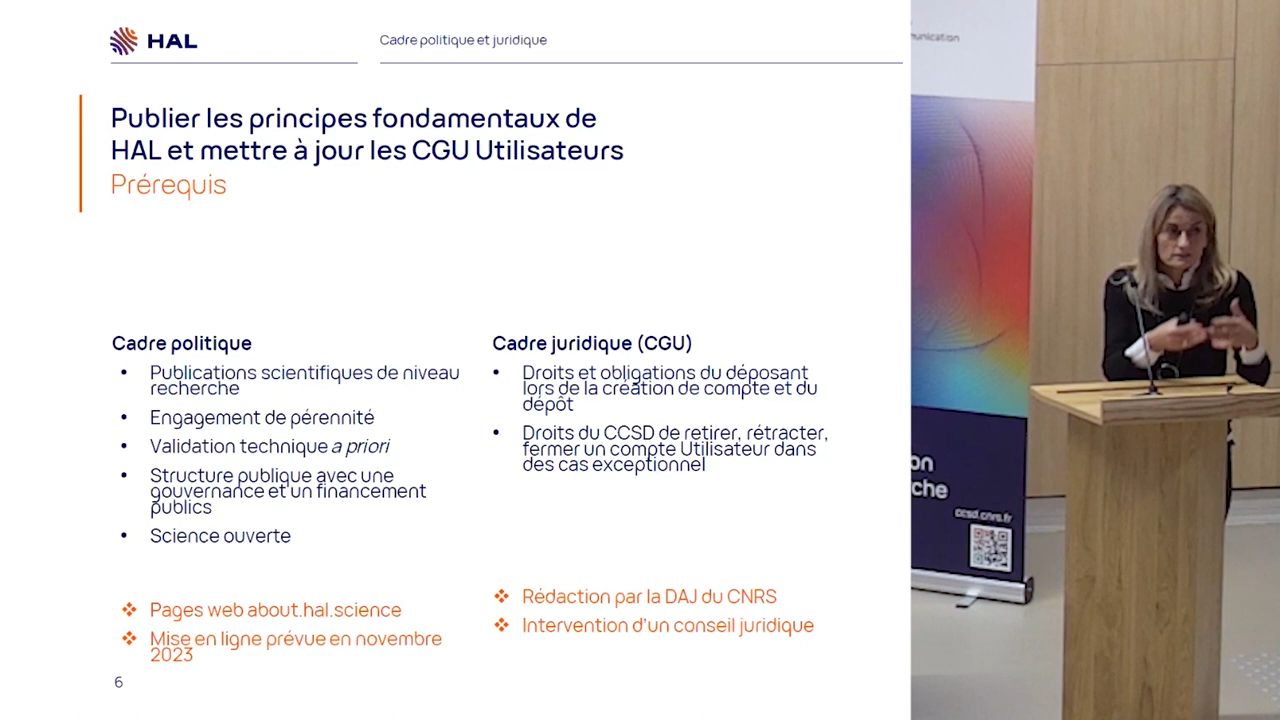 HAL
Cadre politique et juridique
Publier les principes fondamentaux de
HAL et mettre à jour les CGU Utilisateurs
Prérequis
Cadre politique
• Publications scientifiques de niveau
recherche
• Engagement de pérennité
• Validation technique a priori
• Structure publique avec une
gouvernance et un financement
publics
• Science ouverte
❖ Pages web about.hal.science
❖ Mise en ligne prévue en novembre
2023
Cadre juridique (CGU)
• Droits et obligations du déposant
lors de la création de compte et du
dépôt
• Droits du CCSD de retirer, rétracter,
fermer un compte Utilisateur dans
des cas exceptionnel
❖ Rédaction par la DAJ du CNRS
❖ Intervention d'un conseil juridique
6
munication
on
che
ccsd.cnrs.fr